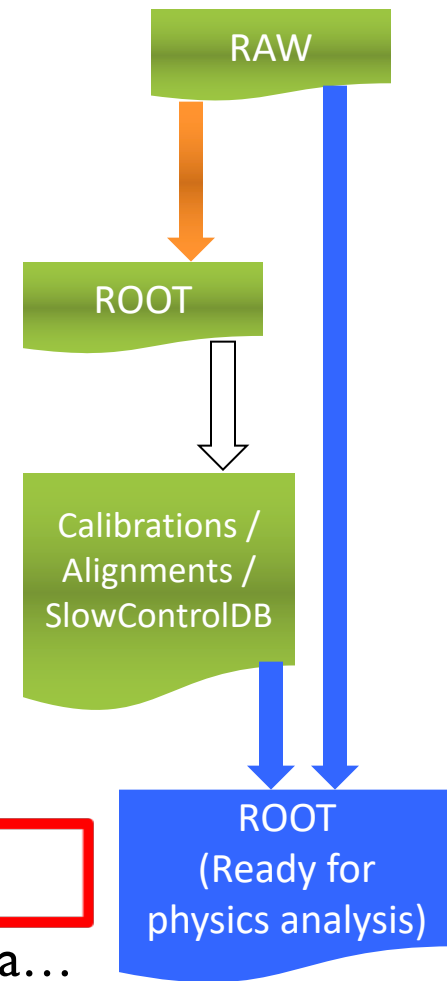 RAW
ROOT
Calibrations /
Alignments /
SlowControlDB
ROOT
(Ready for
physics analysis)
a…